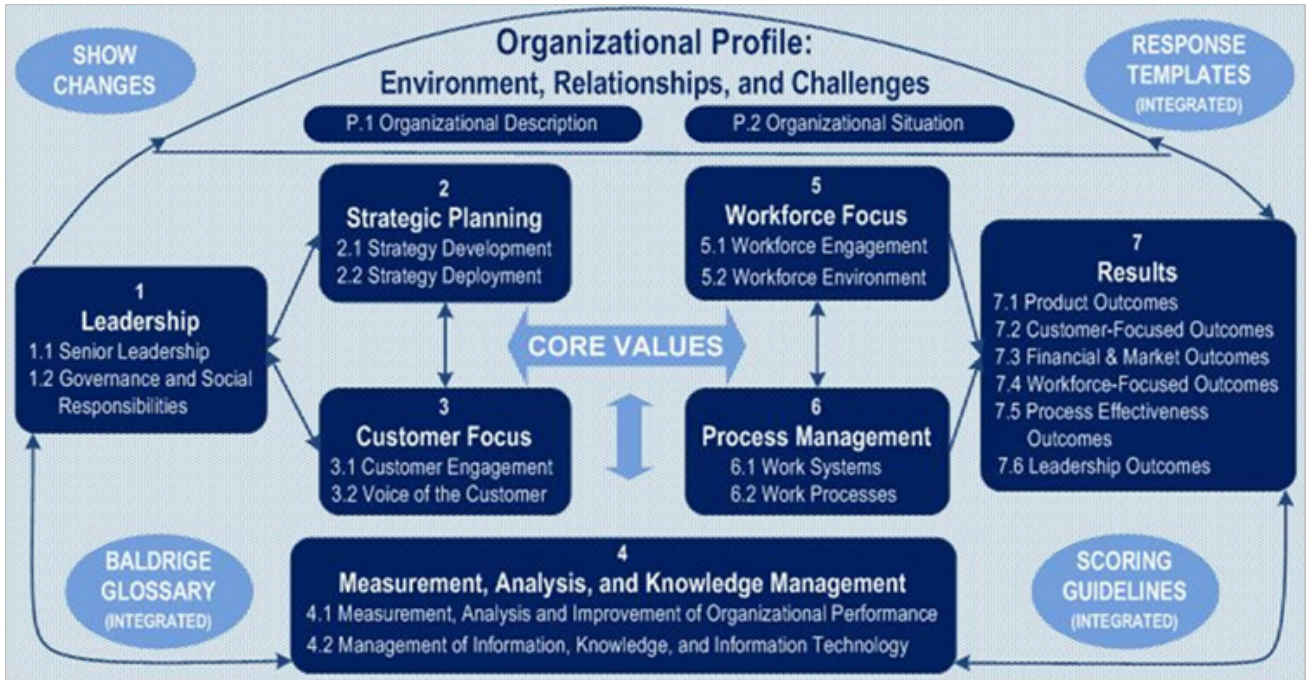 SHOW
CHANGES
Organizational Profile:
Environment, Relationships, and Challenges
RESPONSE
TEMPLATES
(INTEGRATED)
P.1 Organizational Description
P.2 Organizational Situation
1
Leadership
1.1 Senior Leadership
1.2 Governance and Social
Responsibilities
2
Strategic Planning
2.1 Strategy Development
2.2 Strategy Deployment
3
Customer Focus
3.1 Customer Engagement
3.2 Voice of the Customer
CORE VALUES
5
Workforce Focus
5.1 Workforce Engagement
5.2 Workforce Environment
6
Process Management
6.1 Work Systems
6.2 Work Processes
7
Results
7.1 Product Outcomes
7.2 Customer-Focused Outcomes
7.3 Financial & Market Outcomes
7.4 Workforce-Focused Outcomes
7.5 Process Effectiveness
Outcomes
7.6 Leadership Outcomes
BALDRIGE
GLOSSARY
(INTEGRATED)
4
Measurement, Analysis, and Knowledge Management
4.1 Measurement, Analysis and Improvement of Organizational Performance
4.2 Management of Information, Knowledge, and Information Technology
SCORING
GUIDELINES
(INTEGRATED)